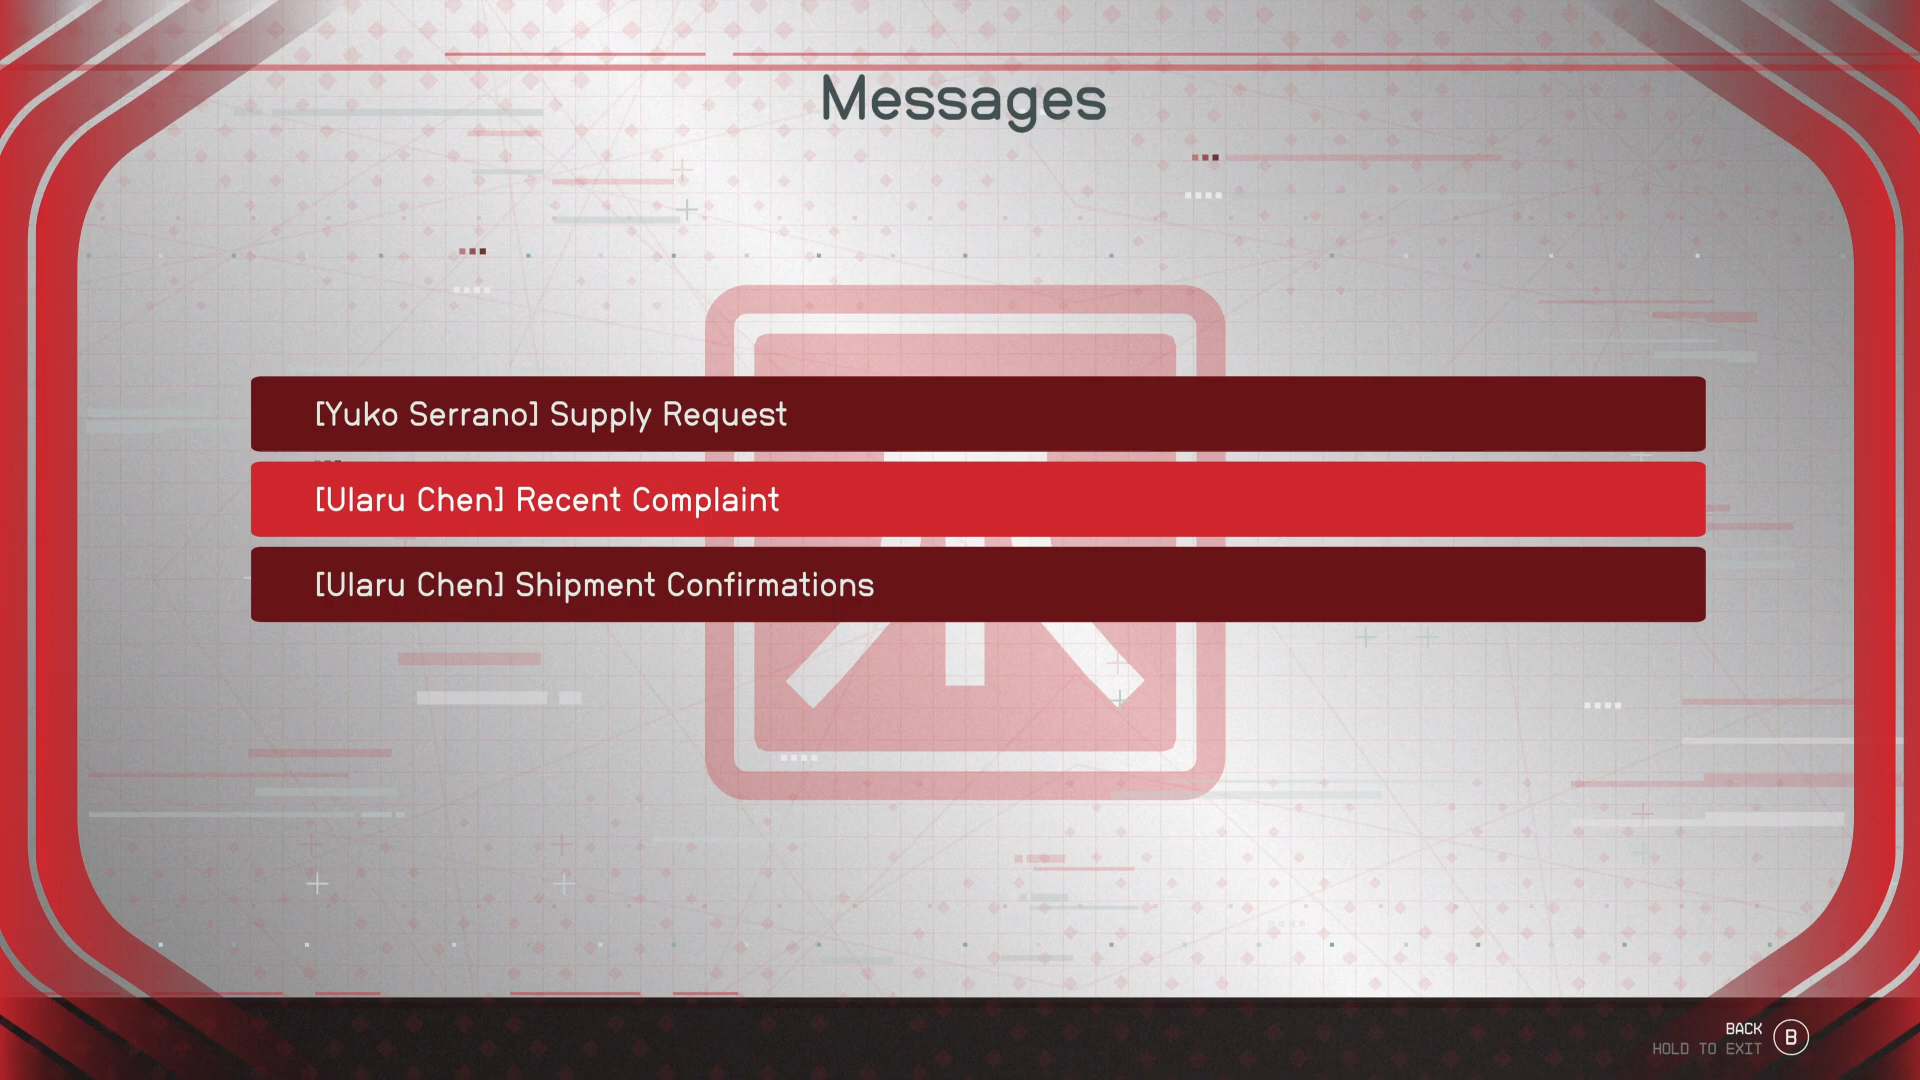 Messages
[Yuko Serrano] Supply Request
[Ularu Chen] Recent Complaint
[Ularu Chen] Shipment Confirmations
BACK
HOLD TO EXIT
B